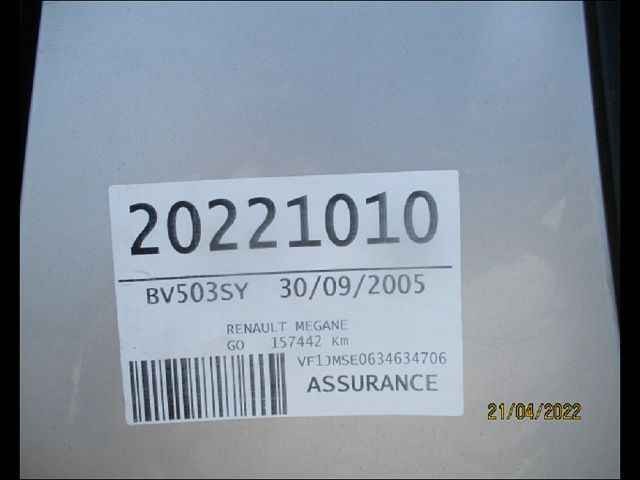 20221010
BV503SY 30/09/2005
RENAULT MEGANE
GO 157442 Km
VF1JMSE0634634706
ASSURANCE
21/04/2022